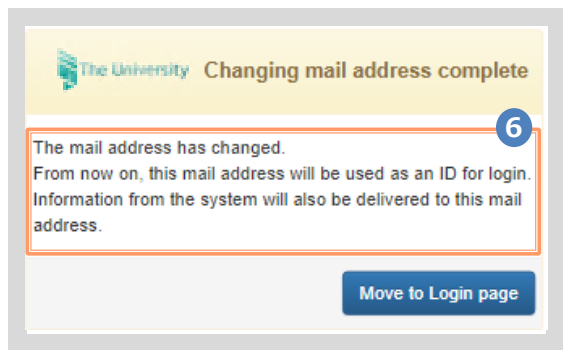 The University Changing mail address complete
6
The mail address has changed.
From now on, this mail address will be used as an ID for login.
Information from the system will also be delivered to this mail
address.
Move to Login page